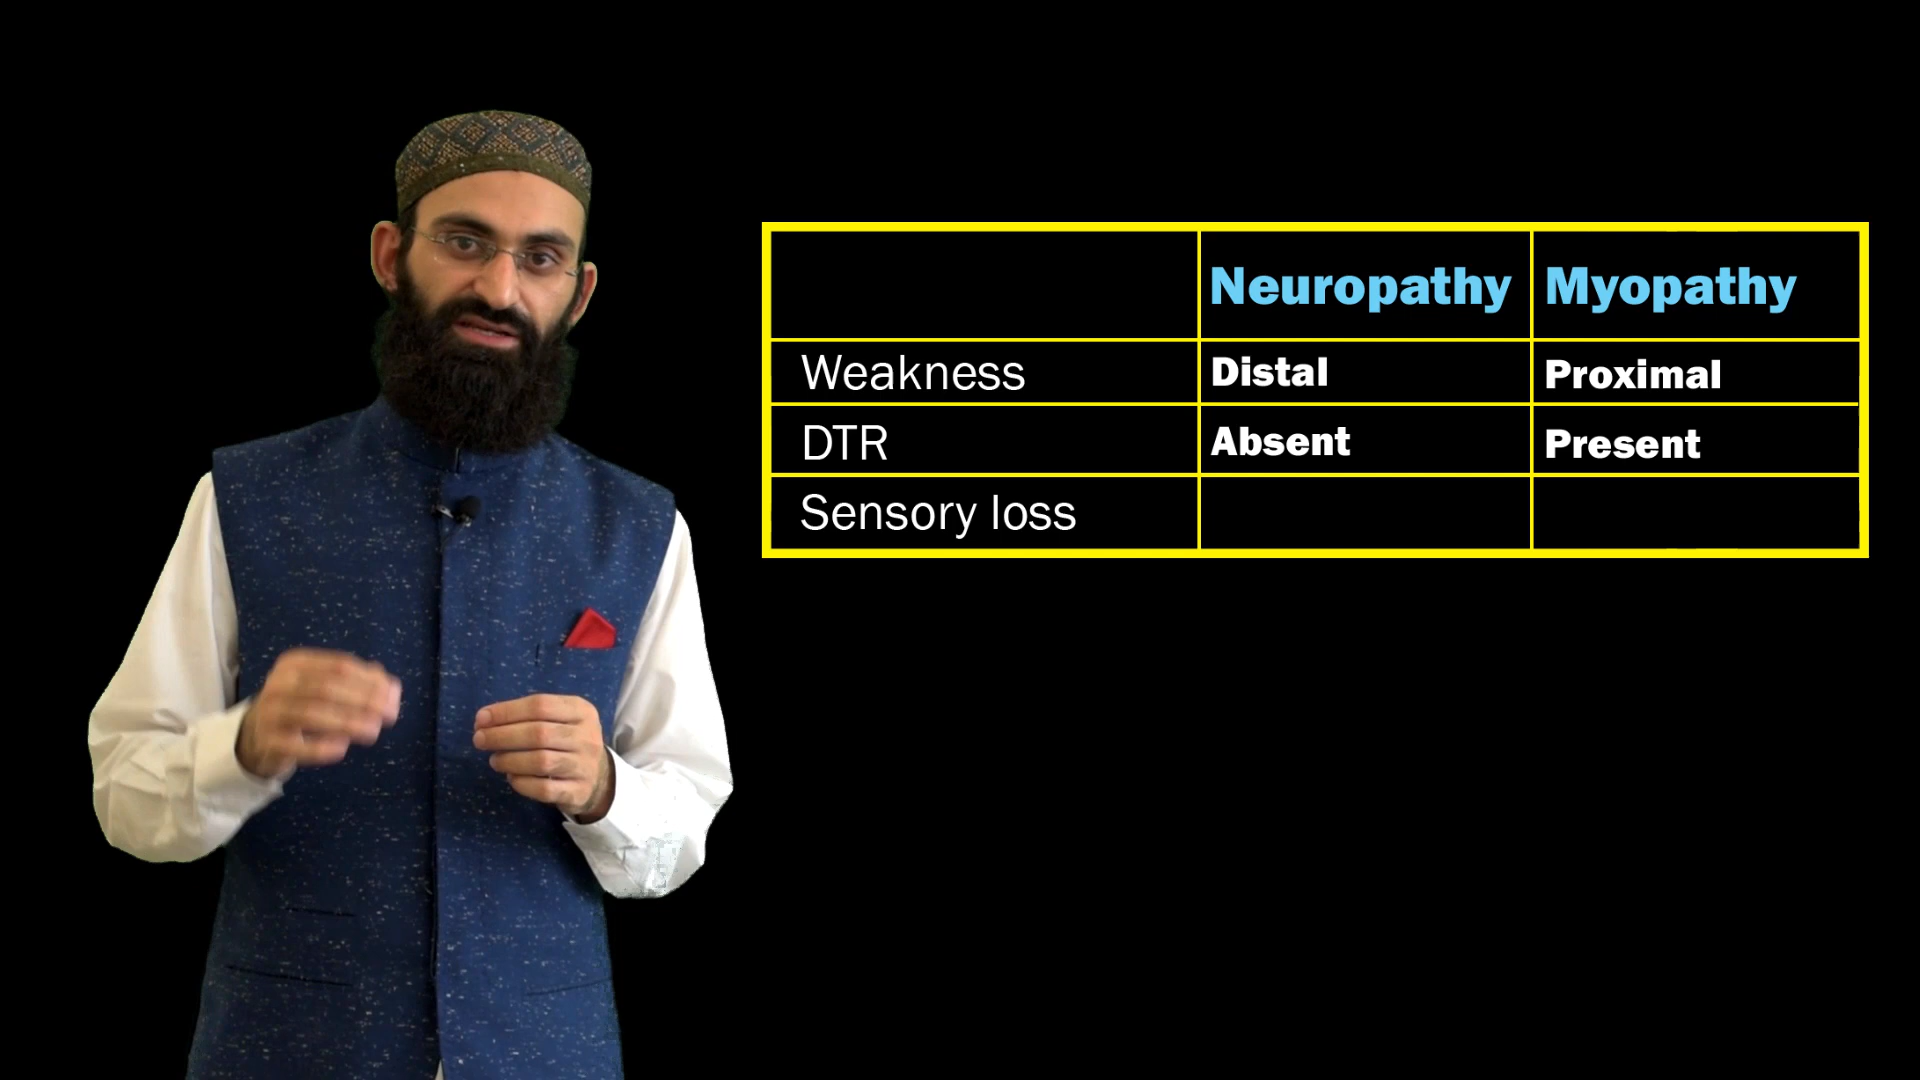 Neuropathy Myopathy
Weakness Distal Proximal
DTR Absent Present
Sensory loss